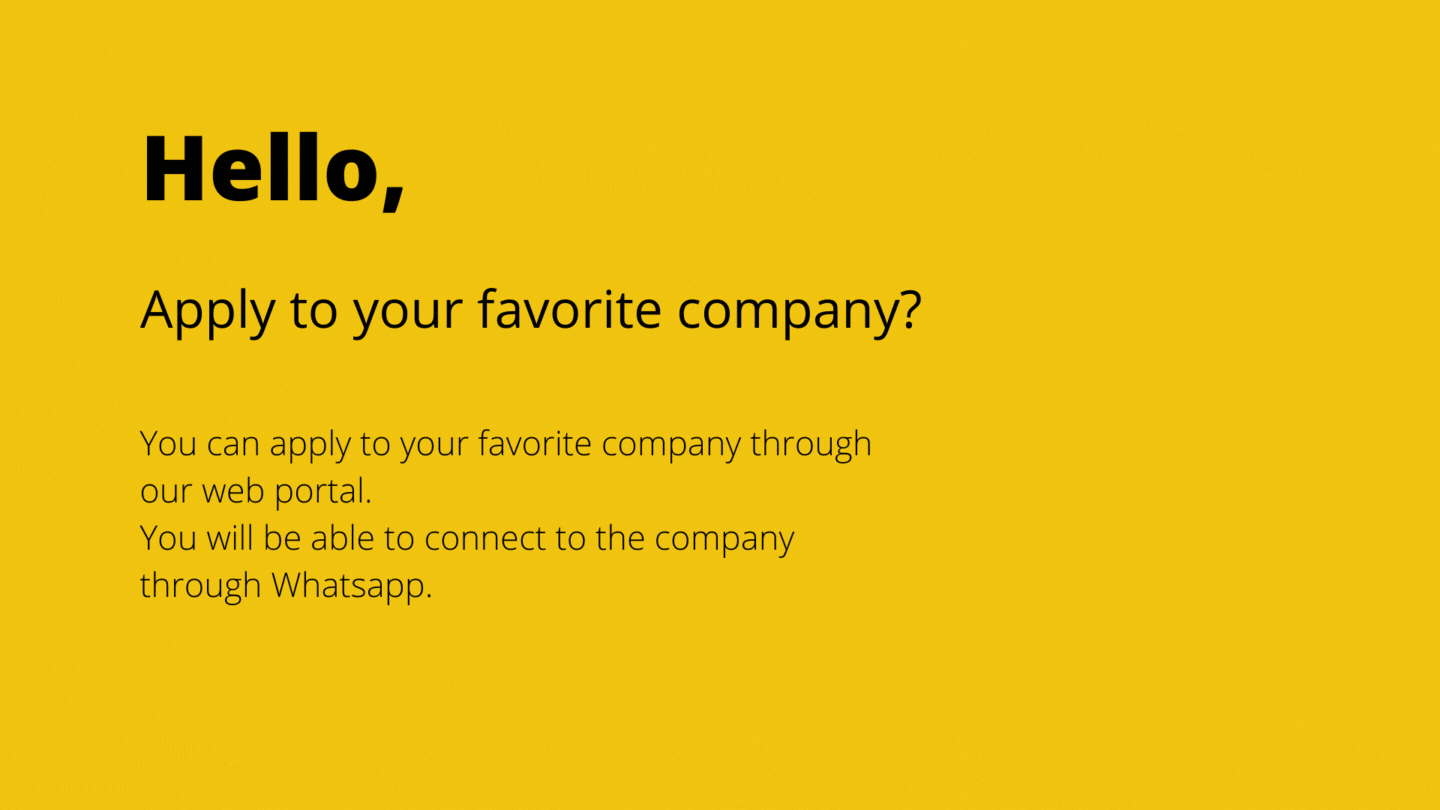 Hello,
Apply to your favorite company?
You can apply to your favorite company through
our web portal.
You will be able to connect to the company
through Whatsapp.